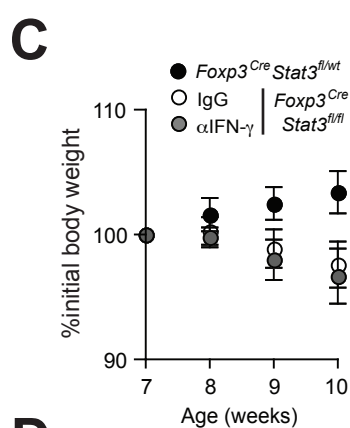 C
Foxp3^Cre Stat3^fl/wt
IgG
αIFN-γ
Foxp3^Cre
Stat3^fl/fl
%initial body weight
110
100
90
7 8 9 10
Age (weeks)